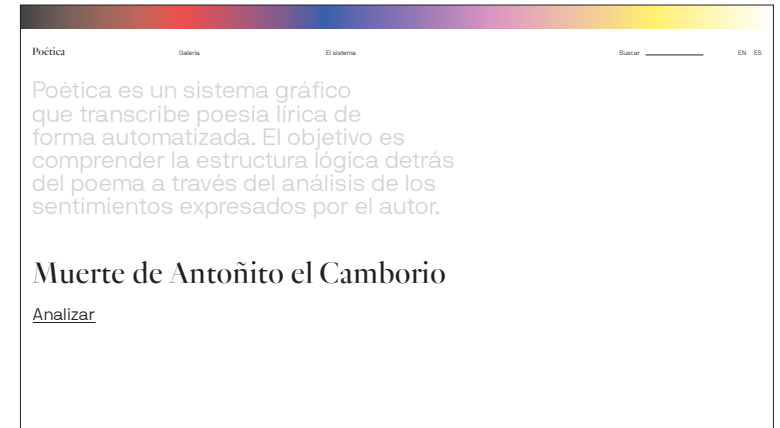 Poética
Galería
El sistema
Buscar
EN ES
Poètica es un sistema gráfico
que transcribe poesía lírica de
forma automatizada. El objetivo es
comprender la estructura lógica detrás
del poema a través del análisis de los
sentimientos expresados por el autor.
Muerte de Antoñito el Camborio
Analizar